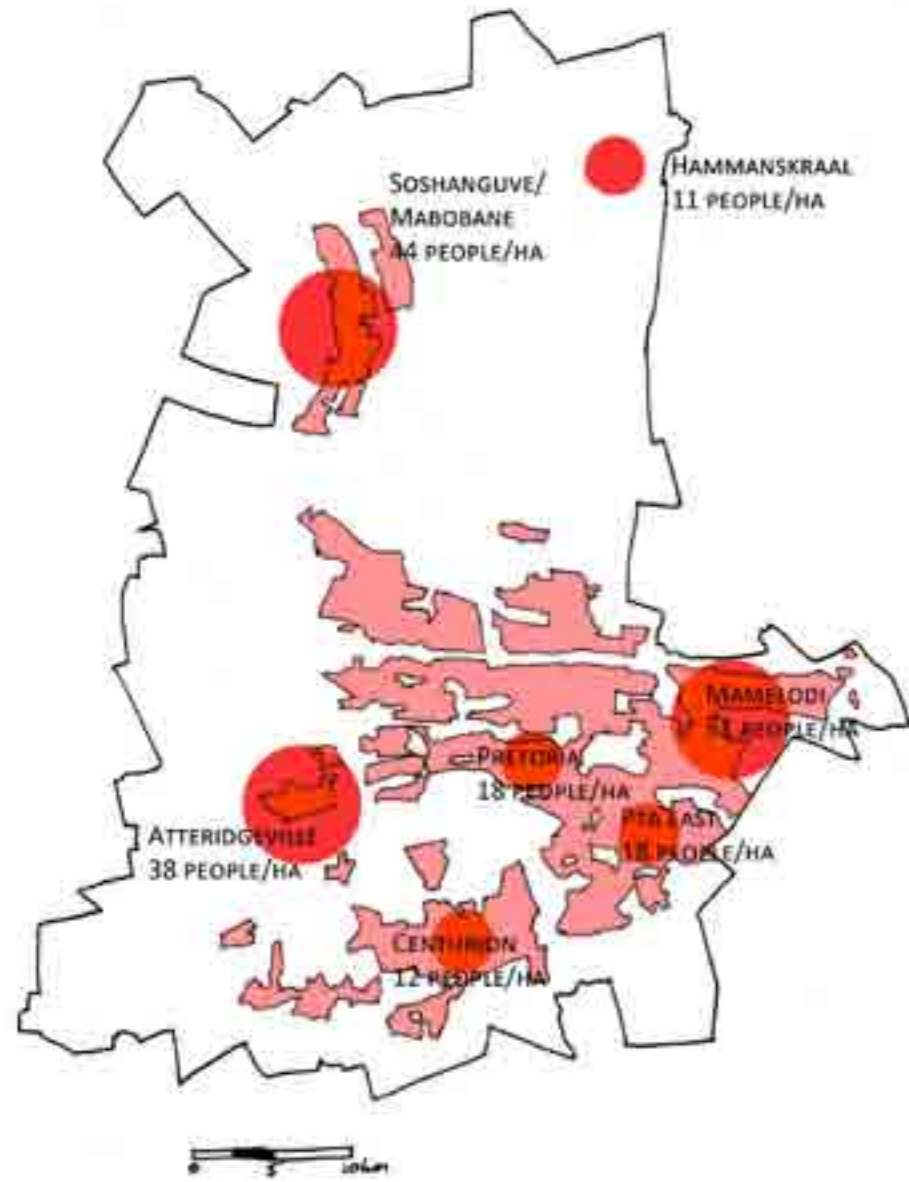 HAMMANSKRAAL
11 PEOPLE/HA
SOSHANGUVE/
MABOBANE
44 PEOPLE/HA
MAMELODI
PEOPLE/HA
PRETORIA
18 PEOPLE/HA
PTA EAST
18 PEOPLE/HA
ATTERIDGEVILLE
38 PEOPLE/HA
CENTURION
12 PEOPLE/HA
0 5 10km